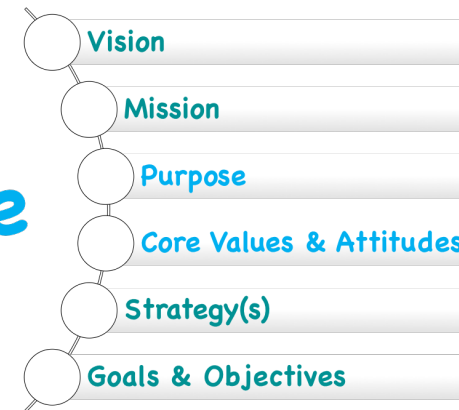 Vision
Mission
Purpose
e
Core Values & Attitudes
Strategy(s)
Goals & Objectives